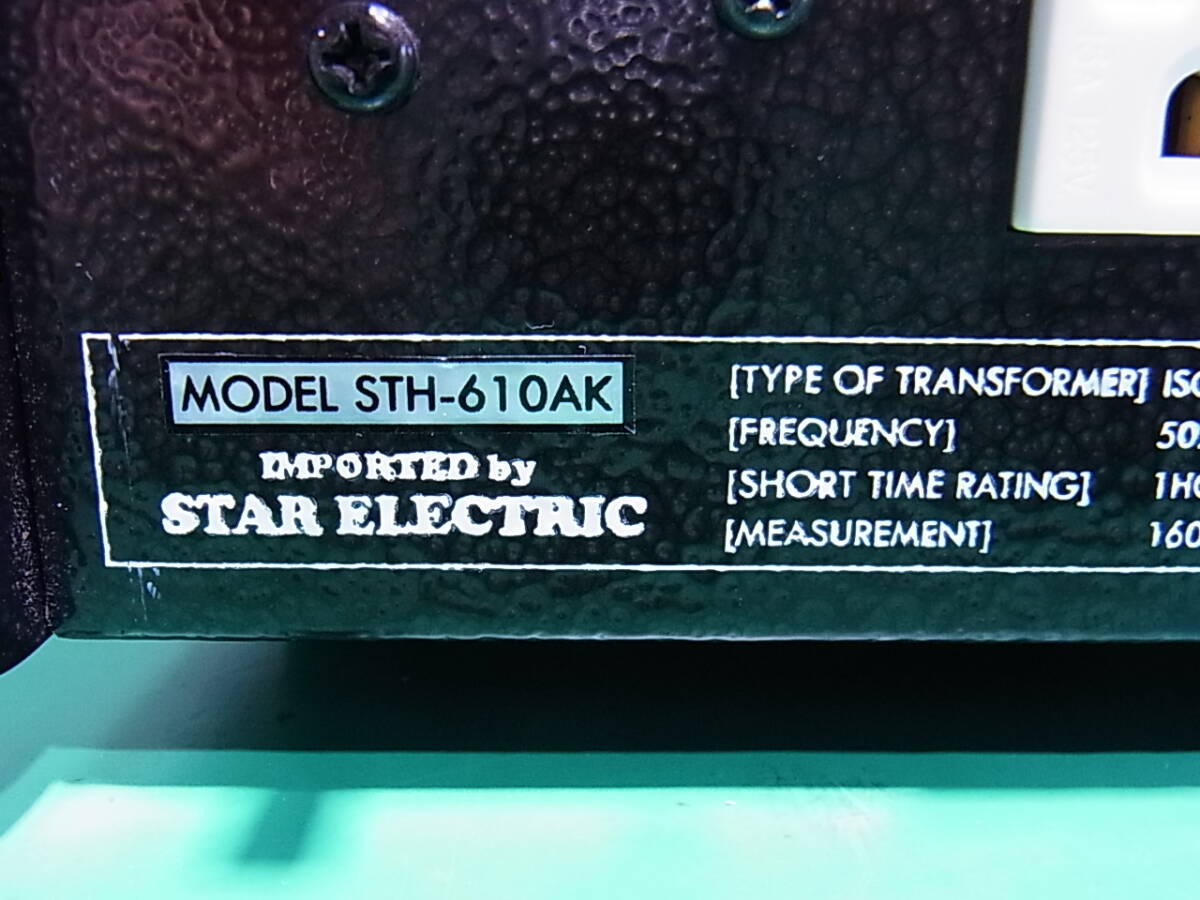 MODEL STH-610AK
IMPORTED by
STAR ELECTRIC
[TYPE OF TRANSFORMER]
[FREQUENCY]
[SHORT TIME RATING]
[MEASUREMENT]